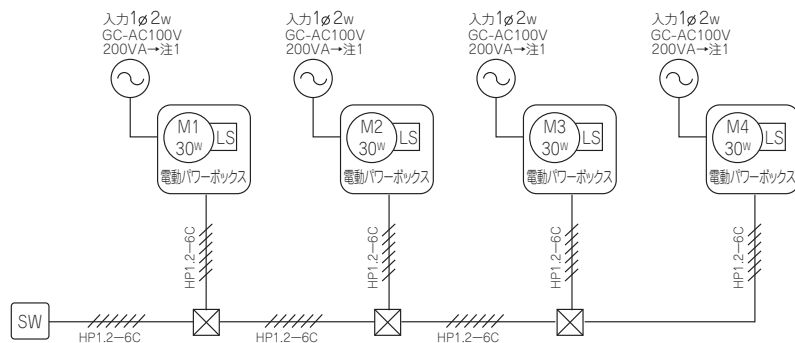 入力1ø2w
GC-AC100V
200VA→注1
入力1ø2w
GC-AC100V
200VA→注1
入力1ø2w
GC-AC100V
200VA→注1
入力1ø2w
GC-AC100V
200VA→注1
M1
30w
LS
電動パワーボックス
M2
30w
LS
電動パワーボックス
M3
30w
LS
電動パワーボックス
M4
30w
LS
電動パワーボックス
HP1.2−6C
HP1.2−6C
HP1.2−6C
HP1.2−6C
SW
HP1.2−6C
HP1.2−6C
HP1.2−6C